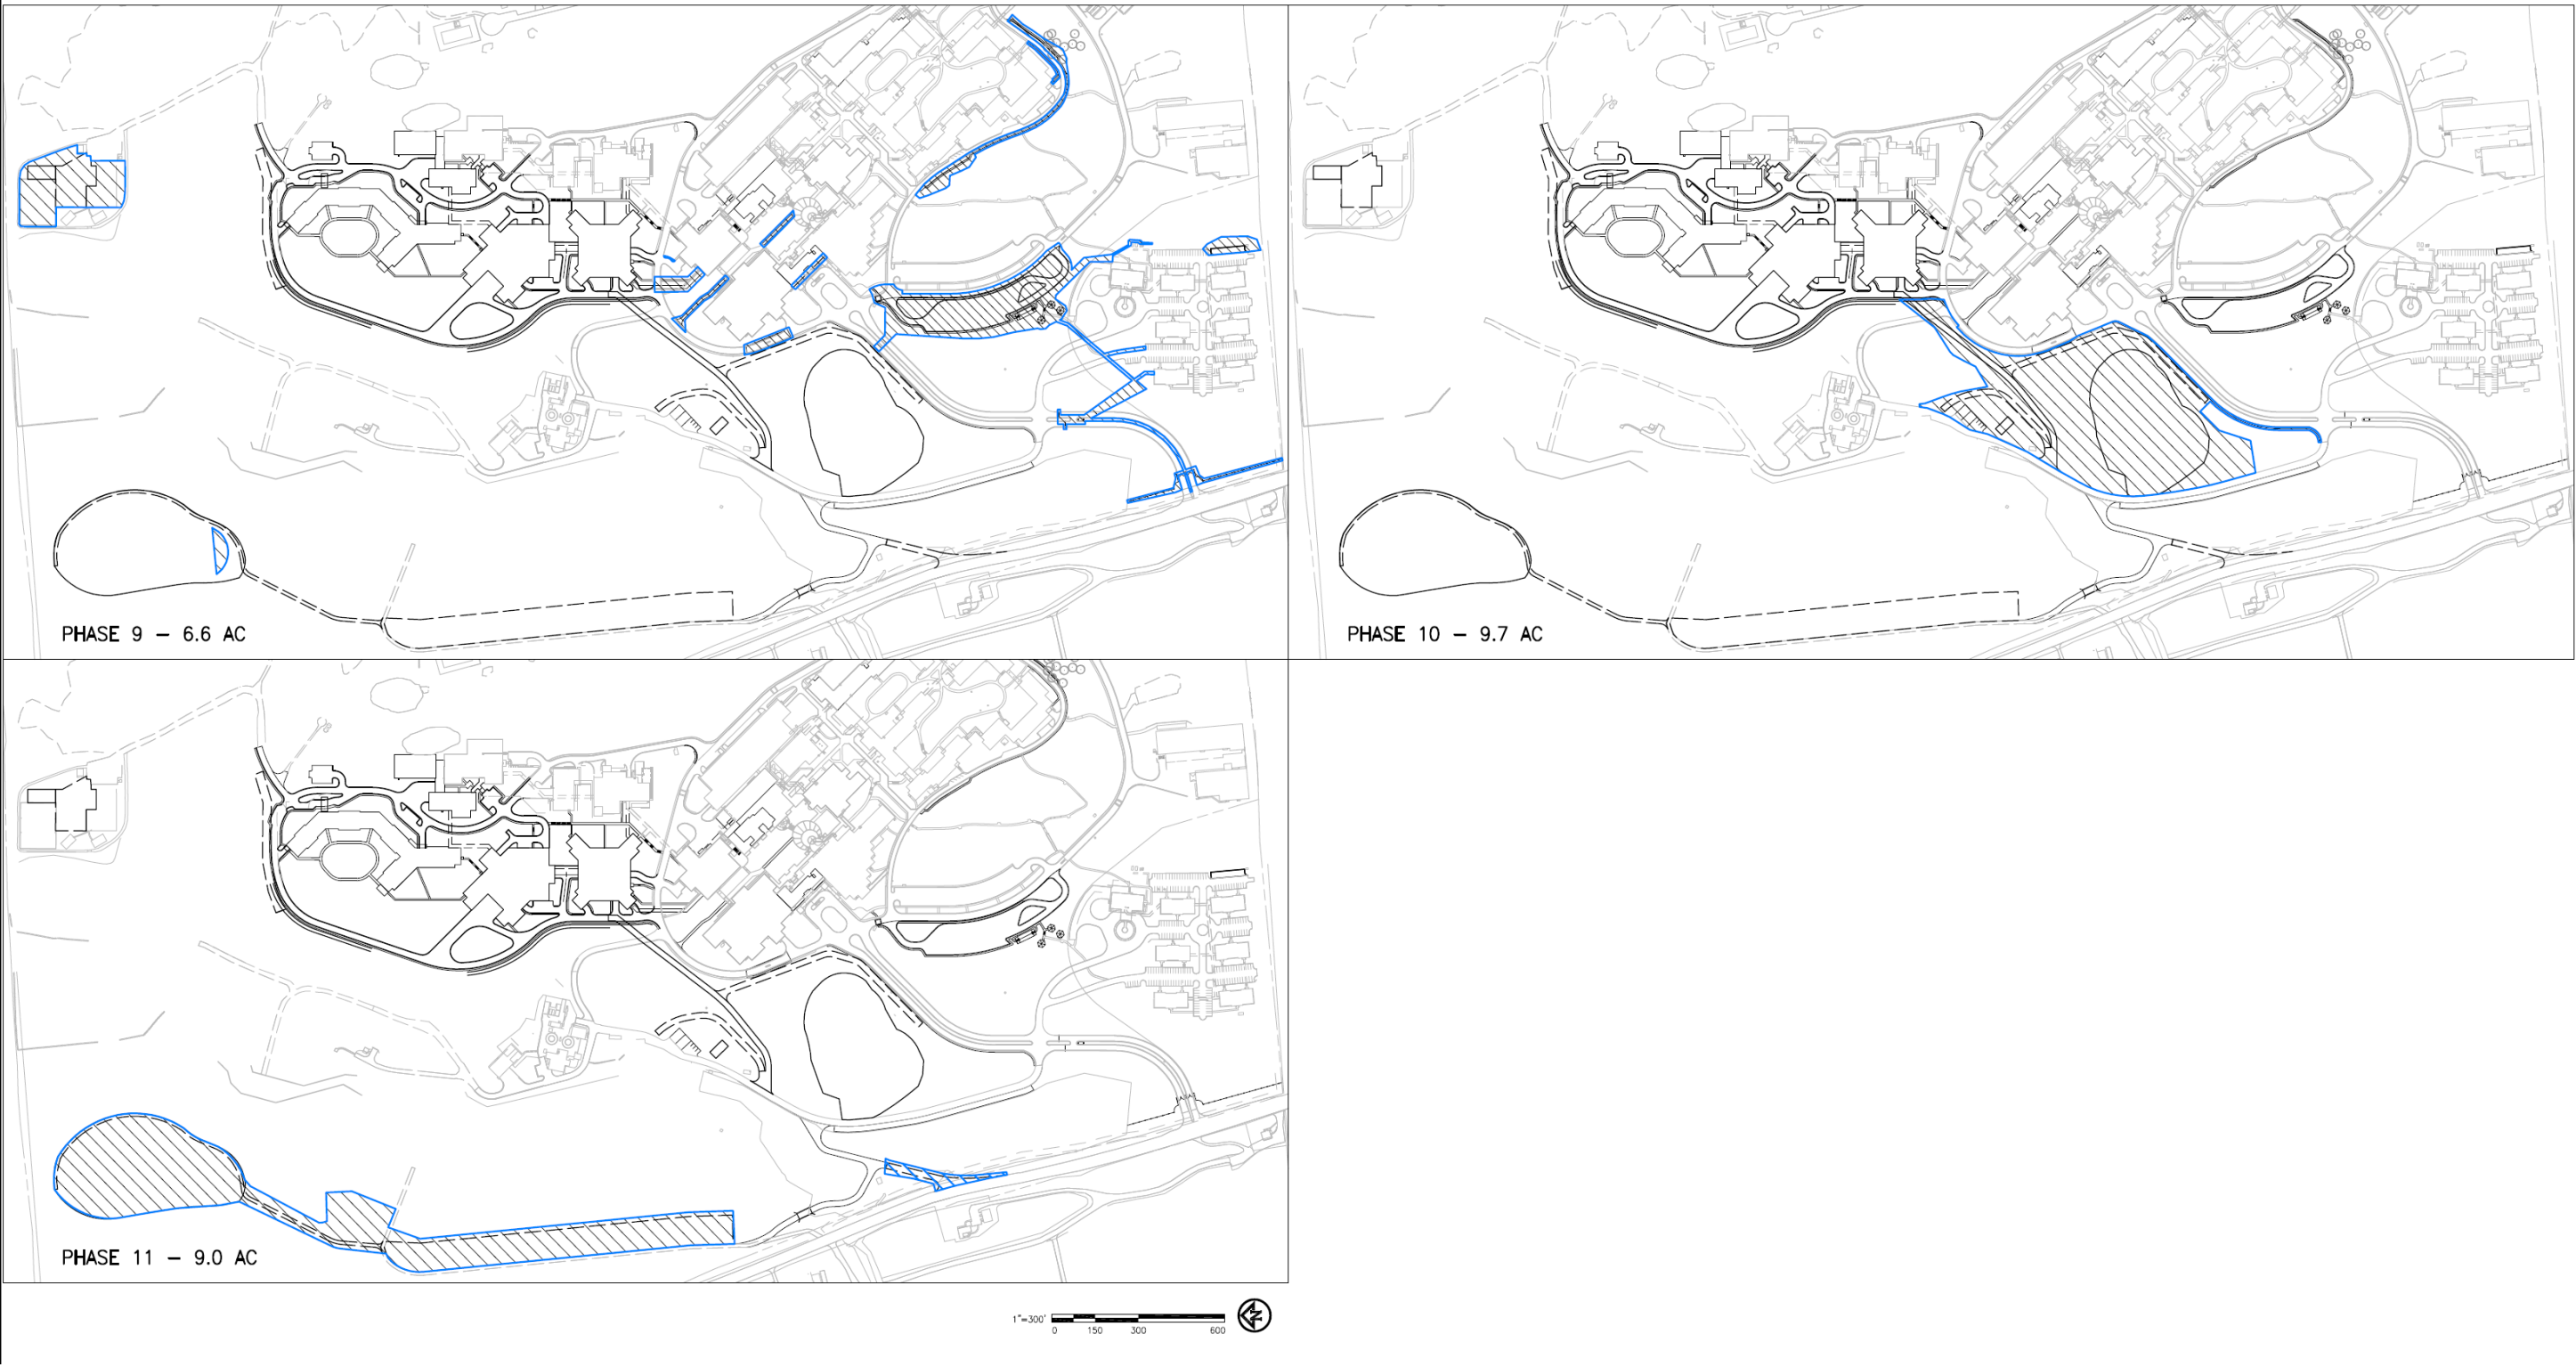 PHASE 9 – 6.6 AC
PHASE 10 – 9.7 AC
PHASE 11 – 9.0 AC
1"=300'
0 150 300 600
N